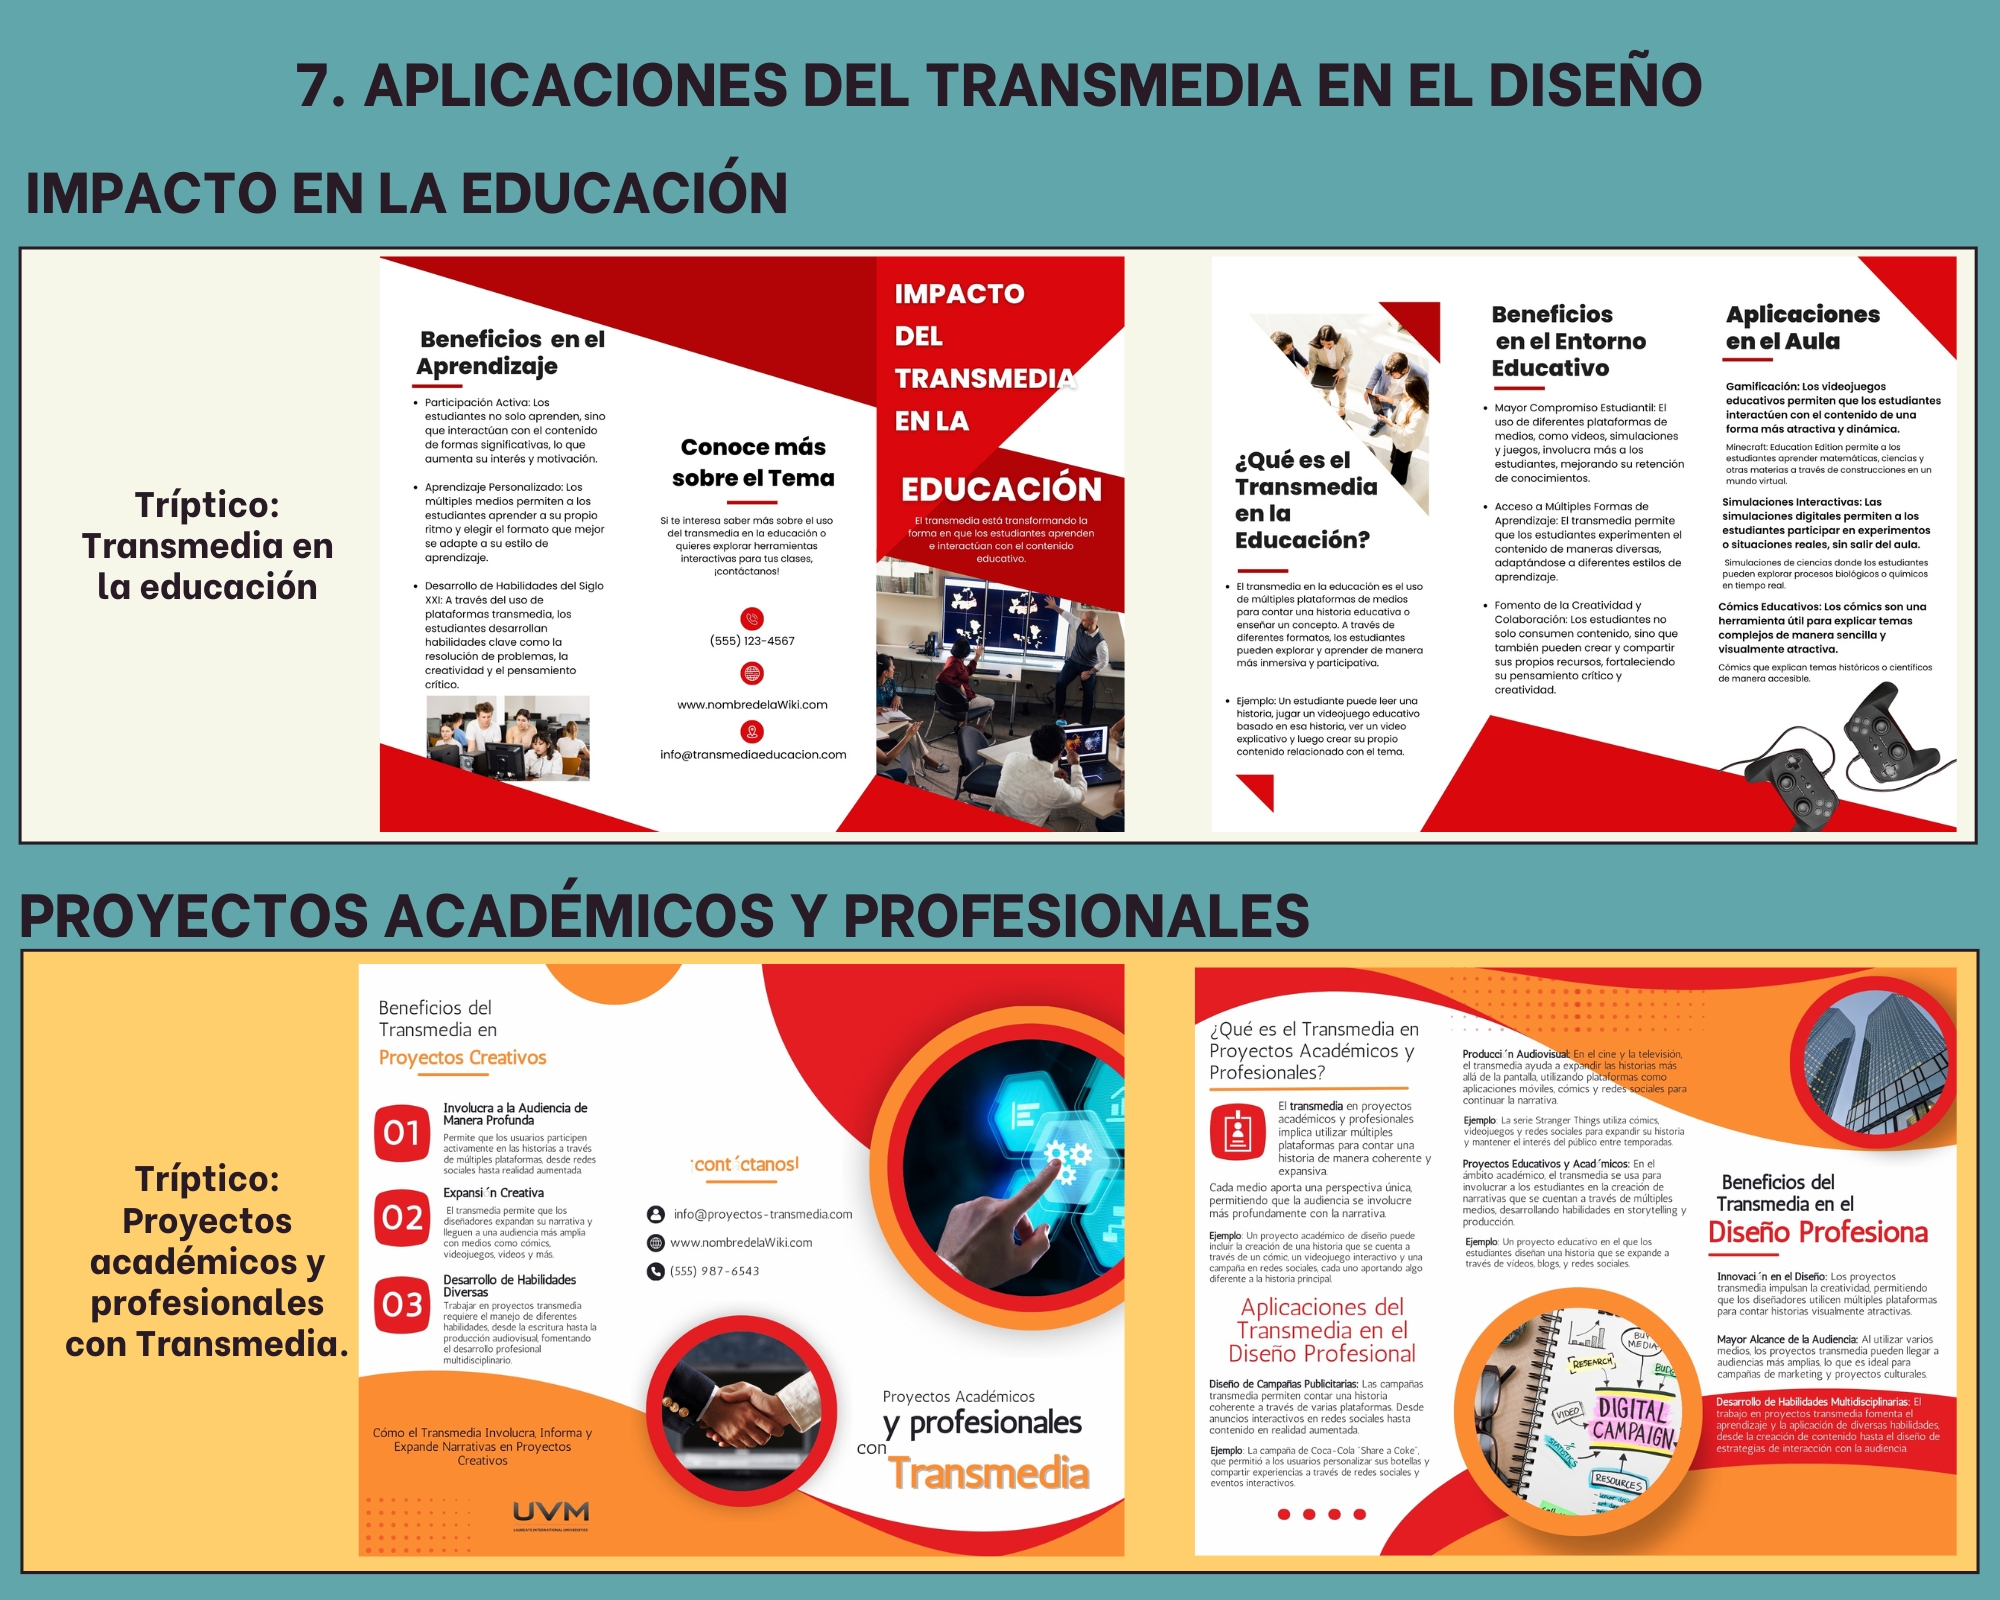 7. APLICACIONES DEL TRANSMEDIA EN EL DISEÑO
IMPACTO EN LA EDUCACIÓN
Tríptico:
Transmedia en
la educación
Beneficios en el
Aprendizaje
• Participación Activa: Los
estudiantes no solo aprenden, sino
que interactúan con el contenido
de formas significativas, lo que
aumenta su interés y motivación.
• Aprendizaje Personalizado: Los
múltiples medios permiten a los
estudiantes aprender a su propio
ritmo y elegir el formato que mejor
se adapte a su estilo de
aprendizaje.
• Desarrollo de Habilidades del Siglo
XXI: A través del uso de
plataformas transmedia, los
estudiantes desarrollan
habilidades clave como la
resolución de problemas, la
creatividad y el pensamiento
crítico.
Conoce más
sobre el Tema
Si te interesa saber más sobre el uso
del transmedia en la educación o
quieres explorar herramientas
interactivas para tus clases,
¡contáctanos!
(555) 123-4567
www.nombredelaWiki.com
info@transmediaeducacion.com
IMPACTO
DEL
TRANSMEDIA
EN LA
EDUCACIÓN
El transmedia está transformando la
forma en que los estudiantes aprenden
e interactúan con el contenido
educativo.
¿Qué es el
Transmedia
en la
Educación?
• El transmedia en la educación es el uso
de múltiples plataformas de medios
para contar una historia educativa o
enseñar un concepto. A través de
diferentes formatos, los estudiantes
pueden explorar y aprender de manera
más inmersiva y participativa.
• Ejemplo: Un estudiante puede leer una
historia, jugar un videojuego educativo
basado en esa historia, ver un video
explicativo y luego crear su propio
contenido relacionado con el tema.
Beneficios
en el Entorno
Educativo
• Mayor Compromiso Estudiantil: El
uso de diferentes plataformas de
medios, como videos, simulaciones
y juegos, involucra más a los
estudiantes, mejorando su retención
de conocimientos.
• Acceso a Múltiples Formas de
Aprendizaje: El transmedia permite
que los estudiantes experimenten el
contenido de maneras diversas,
adaptándose a diferentes estilos de
aprendizaje.
• Fomento de la Creatividad y
Colaboración: Los estudiantes no
solo consumen contenido, sino que
también pueden crear y compartir
sus propios recursos, fortaleciendo
su pensamiento crítico y
creatividad.
Aplicaciones
en el Aula
Gamificación: Los videojuegos
educativos permiten que los estudiantes
interactúen con el contenido de una
forma más atractiva y dinámica.
Minecraft: Education Edition permite a los
estudiantes aprender matemáticas, ciencias y
otras materias a través de construcciones en un
mundo virtual.
Simulaciones Interactivas: Las
simulaciones digitales permiten a los
estudiantes participar en experimentos
o situaciones reales, sin salir del aula.
Simulaciones de ciencias donde los estudiantes
pueden explorar procesos biológicos o químicos
en tiempo real.
Cómics Educativos: Los cómics son una
herramienta útil para explicar temas
complejos de manera sencilla y
visualmente atractiva.
Cómics que explican temas históricos o científicos
de manera accesible.
PROYECTOS ACADÉMICOS Y PROFESIONALES
Tríptico:
Proyectos
académicos y
profesionales
con Transmedia.
Beneficios del
Transmedia en
Proyectos Creativos
01
Involucra a la Audiencia de
Manera Profunda
Permite que los usuarios participen
activamente en las historias a través
de múltiples plataformas, desde redes
sociales hasta realidad aumentada.
02
Expansi´n Creativa
El transmedia permite que los
diseñadores expandan su narrativa y
lleguen a una audiencia más amplia
con medios como cómics,
videojuegos, videos y más.
03
Desarrollo de Habilidades
Diversas
Trabajar en proyectos transmedia
requiere el manejo de diferentes
habilidades, desde la escritura hasta la
producción audiovisual, fomentando
el desarrollo profesional
multidisciplinario.
Cómo el Transmedia Involucra, Informa y
Expande Narrativas en Proyectos
Creativos
UVM
LAUREATE INTERNATIONAL UNIVERSITIES
¡cont´ctanos!
info@proyectos-transmedia.com
www.nombredelaWiki.com
(555) 987-6543
Proyectos Académicos
y profesionales
con
Transmedia
¿Qué es el Transmedia en
Proyectos Académicos y
Profesionales?
El transmedia en proyectos
académicos y profesionales
implica utilizar múltiples
plataformas para contar una
historia de manera coherente y
expansiva.
Cada medio aporta una perspectiva única,
permitiendo que la audiencia se involucre
más profundamente con la narrativa.
Ejemplo: Un proyecto académico de diseño puede
incluir la creación de una historia que se cuenta a
través de un cómic, un videojuego interactivo y una
campaña en redes sociales, cada uno aportando algo
diferente a la historia principal.
Aplicaciones del
Transmedia en el
Diseño Profesional
Diseño de Campañas Publicitarias: Las campañas
transmedia permiten contar una historia
coherente a través de varias plataformas. Desde
anuncios interactivos en redes sociales hasta
contenido en realidad aumentada.
Ejemplo: La campaña de Coca-Cola "Share a Coke",
que permitió a los usuarios personalizar sus botellas y
compartir experiencias a través de redes sociales y
eventos interactivos.
Producci´n Audiovisual: En el cine y la televisión,
el transmedia ayuda a expandir las historias más
allá de la pantalla, utilizando plataformas como
aplicaciones móviles, cómics y redes sociales para
continuar la narrativa.
Ejemplo: La serie Stranger Things utiliza cómics,
videojuegos y redes sociales para expandir su historia
y mantener el interés del público entre temporadas.
Proyectos Educativos y Acad´micos: En el
ámbito académico, el transmedia se usa para
involucrar a los estudiantes en la creación de
narrativas que se cuentan a través de múltiples
medios, desarrollando habilidades en storytelling y
producción.
Ejemplo: Un proyecto educativo en el que los
estudiantes diseñan una historia que se expande a
través de videos, blogs, y redes sociales.
RESEARCH
MEDIA
VIDEO
DIGITAL
CAMPAIGN
STATISTICS
RESOURCES
Beneficios del
Transmedia en el
Diseño Profesiona
Innovaci´n en el Diseño: Los proyectos
transmedia impulsan la creatividad, permitiendo
que los diseñadores utilicen múltiples plataformas
para contar historias visualmente atractivas.
Mayor Alcance de la Audiencia: Al utilizar varios
medios, los proyectos transmedia pueden llegar a
audiencias más amplias, lo que es ideal para
campañas de marketing y proyectos culturales.
Desarrollo de Habilidades Multidisciplinarias: El
trabajo en proyectos transmedia fomenta el
aprendizaje y la aplicación de diversas habilidades,
desde la creación de contenido hasta el diseño de
estrategias de interacción con la audiencia.